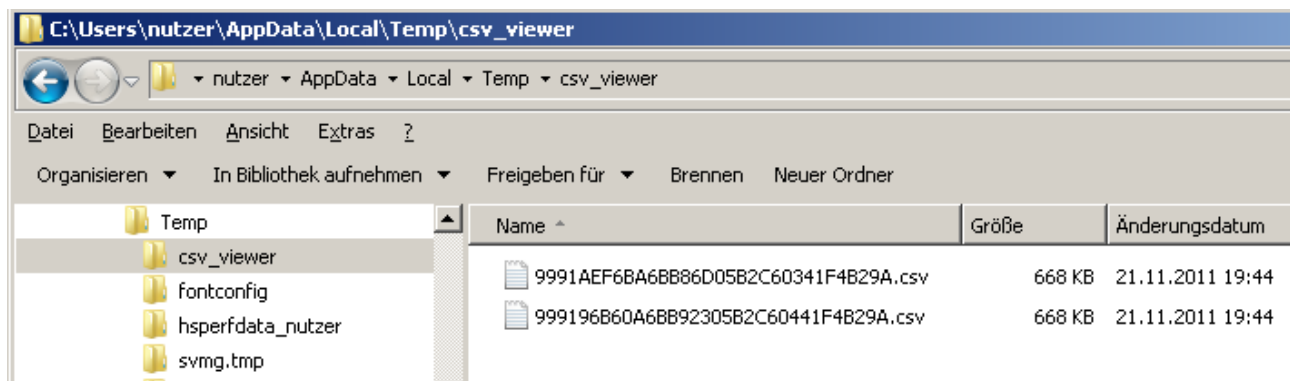 C:\Users\nutzer\AppData\Local\Temp\csv_viewer
nutzer AppData Local Temp csv_viewer
Datei Bearbeiten Ansicht Extras ?
Organisieren In Bibliothek aufnehmen Freigeben für Brennen Neuer Ordner
Temp
csv_viewer
fontconfig
hsperfdata_nutzer
svmg.tmp
Name Größe Änderungsdatum
9991AEF6BA6BB86D05B2C60341F4B29A.csv 668 KB 21.11.2011 19:44
999196B60A6BB92305B2C60441F4B29A.csv 668 KB 21.11.2011 19:44